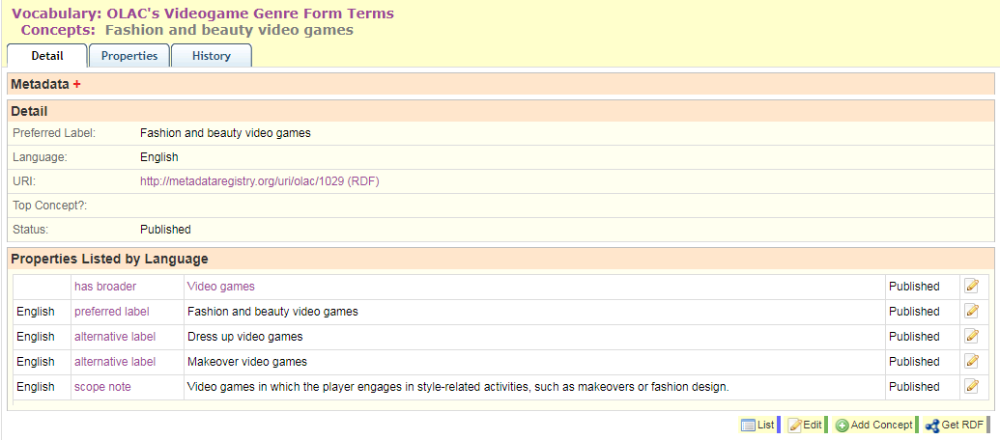 Vocabulary: OLAC's Videogame Genre Form Terms
Concepts: Fashion and beauty video games
Detail Properties History
Metadata +
Detail
Preferred Label: Fashion and beauty video games
Language: English
URI: http://metadataregistry.org/uri/olac/1029 (RDF)
Top Concept?:
Status: Published
Properties Listed by Language
has broader Video games Published
English preferred label Fashion and beauty video games Published
English alternative label Dress up video games Published
English alternative label Makeover video games Published
English scope note Video games in which the player engages in style-related activities, such as makeovers or fashion design. Published
List Edit Add Concept Get RDF